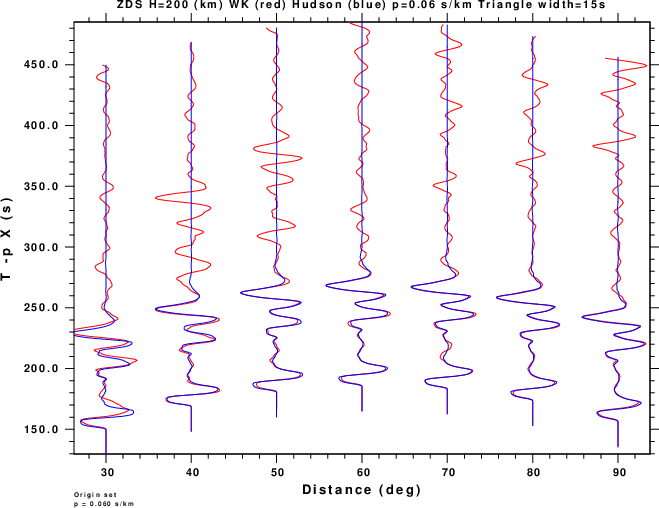 ZDS H=200 (km) WK (red) Hudson (blue) p=0.06 s/km Triangle width=15s
450.0
400.0
350.0
300.0
250.0
200.0
150.0
T -p X (s)
30 40 50 60 70 80 90
Distance (deg)
Origin set
p = 0.060 s/km